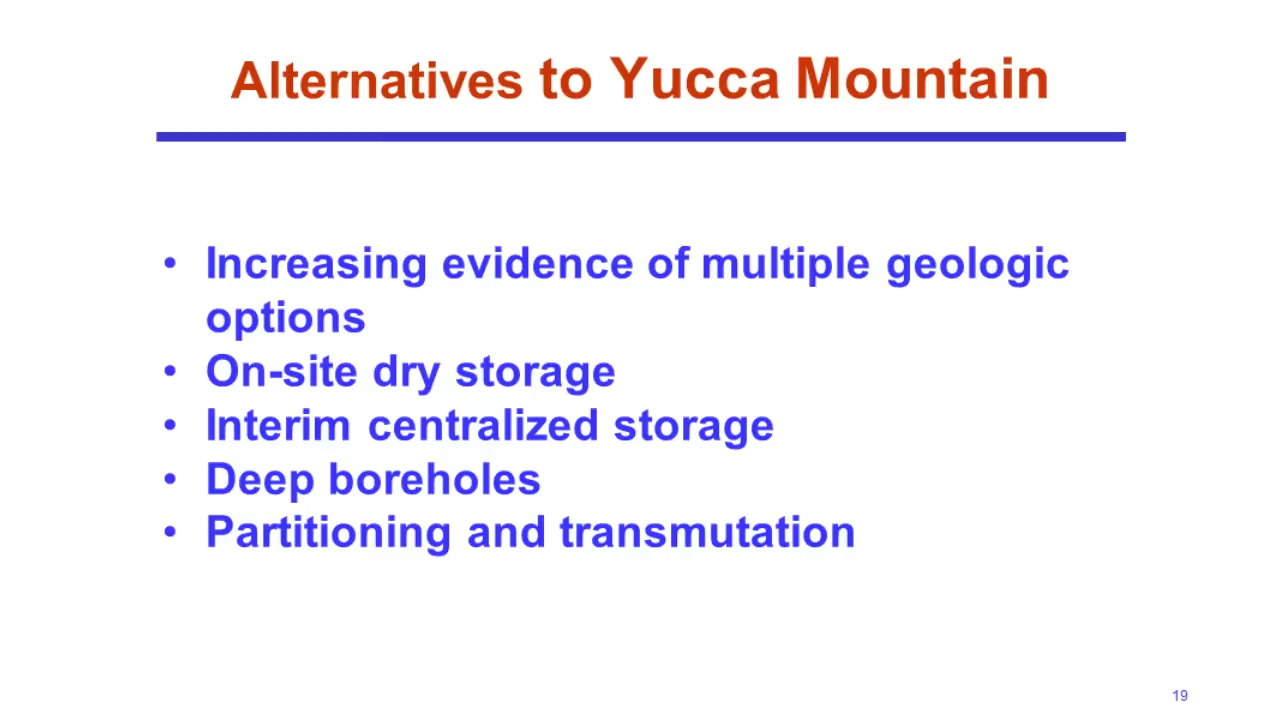 Alternatives to Yucca Mountain
• Increasing evidence of multiple geologic
options
• On-site dry storage
• Interim centralized storage
• Deep boreholes
• Partitioning and transmutation
19